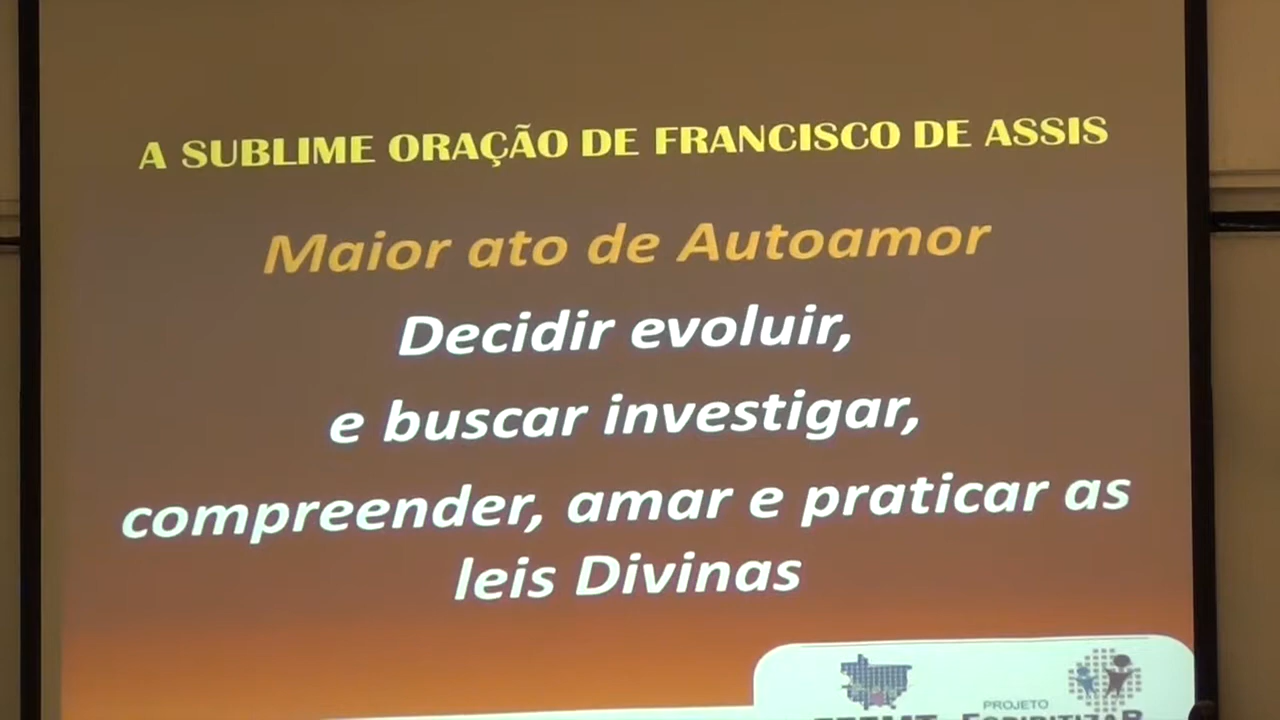 A SUBLIME ORAÇÃO DE FRANCISCO DE ASSIS
Maior ato de Autoamor
Decidir evoluir,
e buscar investigar,
compreender, amar e praticar as
leis Divinas
PROJETO
ESPIRITIZAR